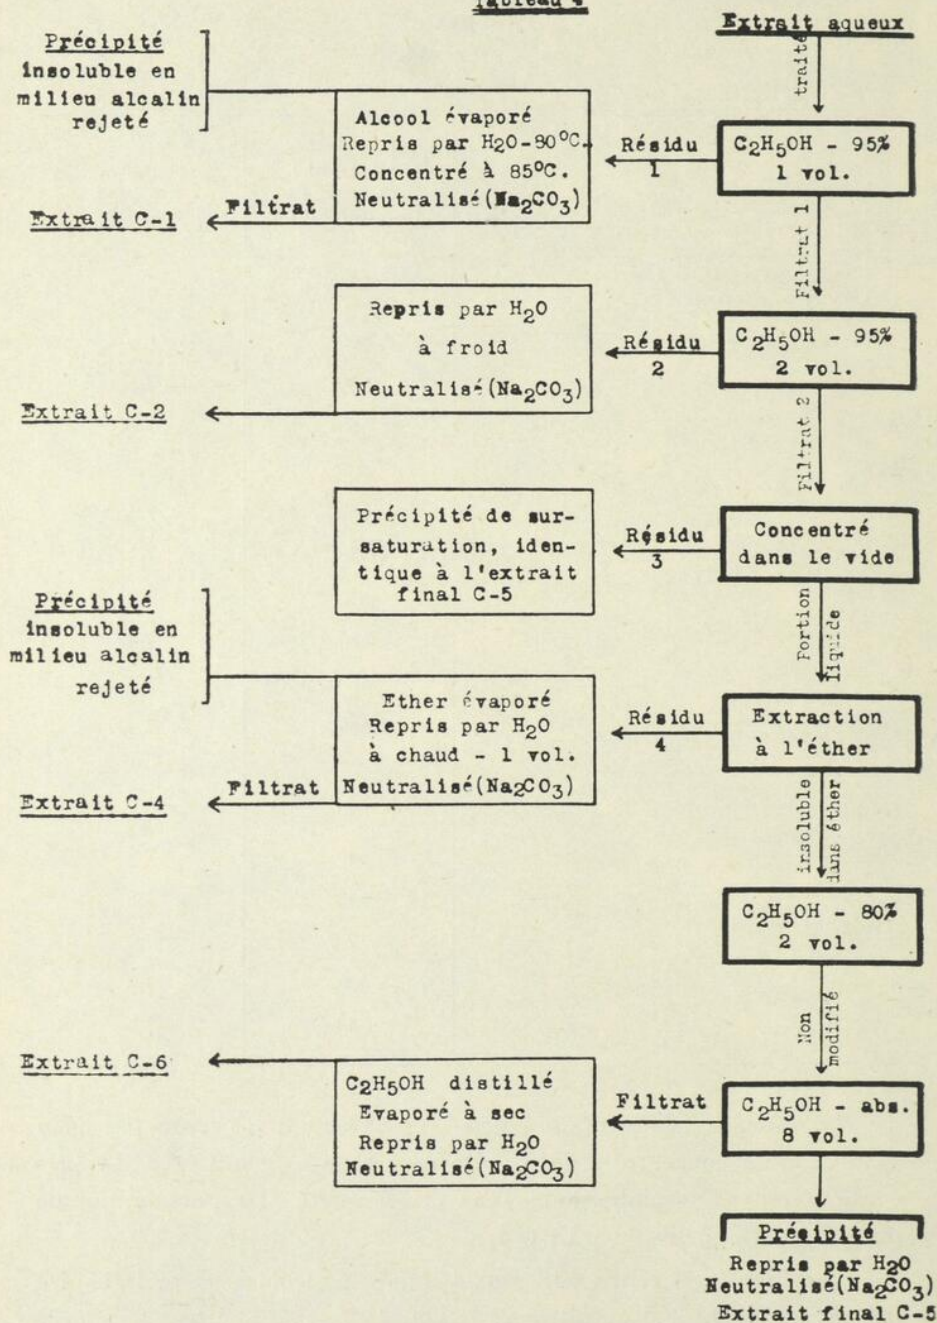 Tableau 4
Extrait aqueux
traité
Précipité
insoluble en
milieu alcalin
rejeté
Alcool évaporé
Repris par H2O-80°C.
Concentré à 85°C.
Neutralisé(Na2CO3)
Résidu
1
C2H5OH - 95%
1 vol.
Filtrat
Extrait C-1
Filtrat 1
Repris par H2O
à froid
Neutralisé(Na2CO3)
Résidu
2
C2H5OH - 95%
2 vol.
Extrait C-2
Filtrat 2
Précipité de sur-
saturation, iden-
tique à l'extrait
final C-5
Résidu
3
Concentré
dans le vide
Portion
liquide
Précipité
insoluble en
milieu alcalin
rejeté
Ether évaporé
Repris par H2O
à chaud - 1 vol.
Neutralisé(Na2CO3)
Résidu
4
Extraction
à l'éther
Filtrat
Extrait C-4
insoluble
dans éther
C2H5OH - 80%
2 vol.
Non
modifié
Extrait C-6
C2H5OH distillé
Evaporé à sec
Repris par H2O
Neutralisé(Na2CO3)
Filtrat
C2H5OH - abs.
8 vol.
Précipité
Repris par H2O
Neutralisé(Na2CO3)
Extrait final C-5